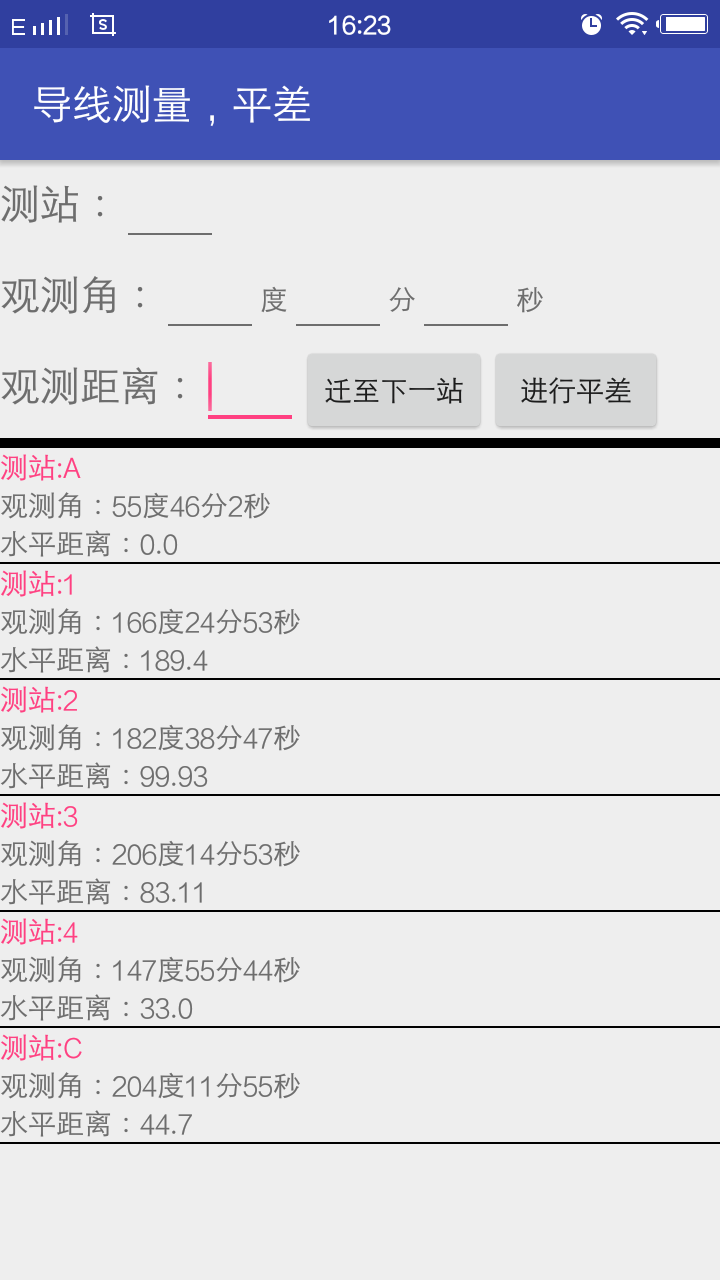 E S 16:23
导线测量，平差
测站：
观测角： 度 分 秒
观测距离： 迁至下一站 进行平差
测站:A
观测角：55度46分2秒
水平距离：0.0
测站:1
观测角：166度24分53秒
水平距离：189.4
测站:2
观测角：182度38分47秒
水平距离：99.93
测站:3
观测角：206度14分53秒
水平距离：83.11
测站:4
观测角：147度55分44秒
水平距离：33.0
测站:C
观测角：204度11分55秒
水平距离：44.7